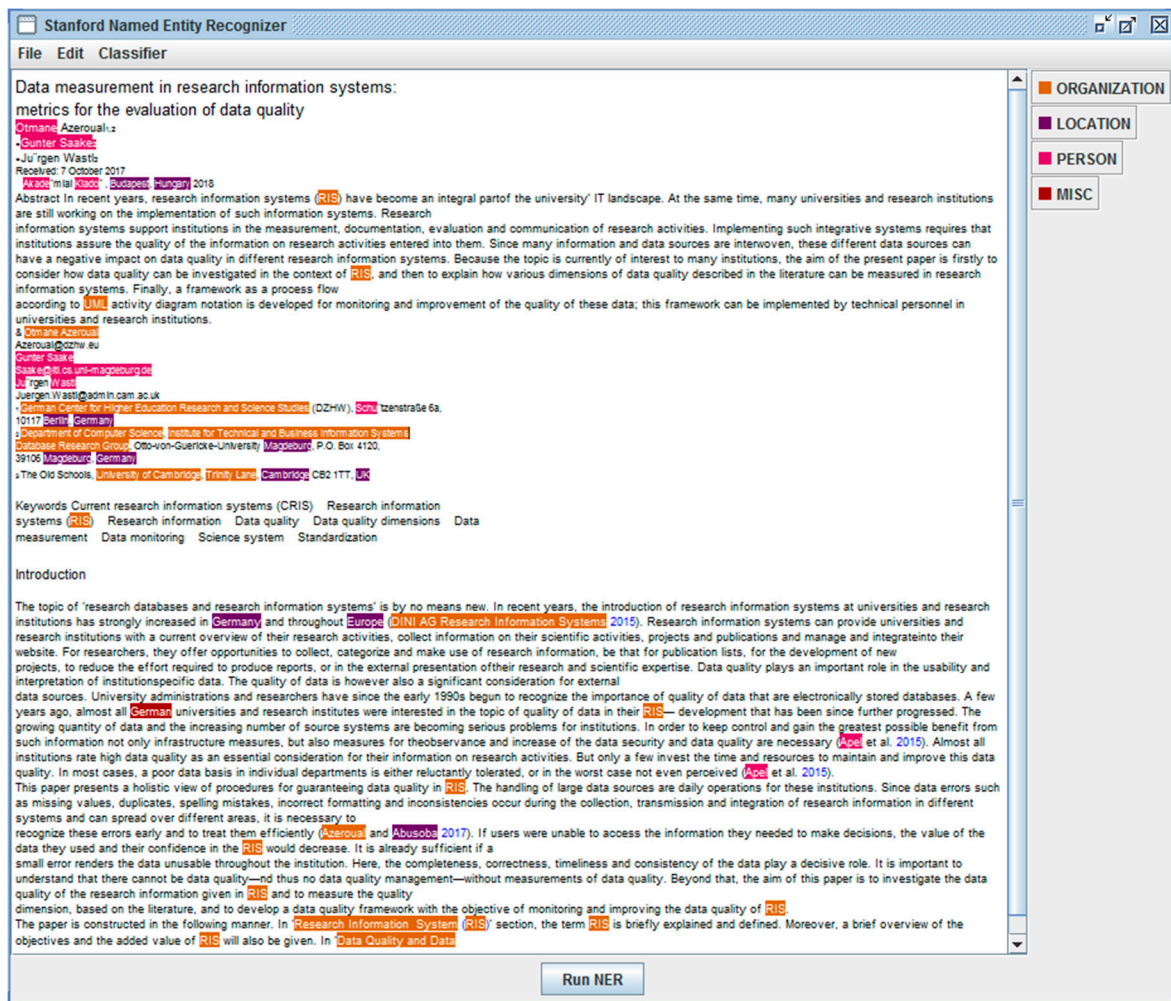 Stanford Named Entity Recognizer
File Edit Classifier
Data measurement in research information systems:
metrics for the evaluation of data quality
Otmane Azeroual1,2
•Gunter Saake2
•Ju¨rgen Wastl3
Received: 7 October 2017
Akade´miai Kiado´ , Budapest, Hungary 2018
Abstract In recent years, research information systems (RIS) have become an integral partof the university' IT landscape. At the same time, many universities and research institutions
are still working on the implementation of such information systems. Research
information systems support institutions in the measurement, documentation, evaluation and communication of research activities. Implementing such integrative systems requires that
institutions assure the quality of the information on research activities entered into them. Since many information and data sources are interwoven, these different data sources can
have a negative impact on data quality in different research information systems. Because the topic is currently of interest to many institutions, the aim of the present paper is firstly to
consider how data quality can be investigated in the context of RIS, and then to explain how various dimensions of data quality described in the literature can be measured in research
information systems. Finally, a framework as a process flow
according to UML activity diagram notation is developed for monitoring and improvement of the quality of these data; this framework can be implemented by technical personnel in
universities and research institutions.
& Otmane Azeroual
Azeroual@dzhw.eu
Gunter Saake
Saake@iti.cs.uni-magdeburg.de
Ju¨rgen Wastl
Juergen.Wastl@admin.cam.ac.uk
1 German Center for Higher Education Research and Science Studies (DZHW), Schu¨tzenstraße 6a,
10117 Berlin, Germany
2 Department of Computer Science, Institute for Technical and Business Information Systems
Database Research Group, Otto-von-Guericke-University Magdeburg, P.O. Box 4120,
39106 Magdeburg, Germany
3 The Old Schools, University of Cambridge, Trinity Lane, Cambridge CB2 1TT, UK
Keywords Current research information systems (CRIS) Research information
systems (RIS) Research information Data quality Data quality dimensions Data
measurement Data monitoring Science system Standardization
Introduction
The topic of 'research databases and research information systems' is by no means new. In recent years, the introduction of research information systems at universities and research
institutions has strongly increased in Germany and throughout Europe (DINI AG Research Information Systems 2015). Research information systems can provide universities and
research institutions with a current overview of their research activities, collect information on their scientific activities, projects and publications and manage and integrateinto their
website. For researchers, they offer opportunities to collect, categorize and make use of research information, be that for publication lists, for the development of new
projects, to reduce the effort required to produce reports, or in the external presentation oftheir research and scientific expertise. Data quality plays an important role in the usability and
interpretation of institutionspecific data. The quality of data is however also a significant consideration for external
data sources. University administrations and researchers have since the early 1990s begun to recognize the importance of quality of data that are electronically stored databases. A few
years ago, almost all German universities and research institutes were interested in the topic of quality of data in their RIS— development that has been since further progressed. The
growing quantity of data and the increasing number of source systems are becoming serious problems for institutions. In order to keep control and gain the greatest possible benefit from
such information not only infrastructure measures, but also measures for theobservance and increase of the data security and data quality are necessary (Apel et al. 2015). Almost all
institutions rate high data quality as an essential consideration for their information on research activities. But only a few invest the time and resources to maintain and improve this data
quality. In most cases, a poor data basis in individual departments is either reluctantly tolerated, or in the worst case not even perceived (Apel et al. 2015).
This paper presents a holistic view of procedures for guaranteeing data quality in RIS. The handling of large data sources are daily operations for these institutions. Since data errors such
as missing values, duplicates, spelling mistakes, incorrect formatting and inconsistencies occur during the collection, transmission and integration of research information in different
systems and can spread over different areas, it is necessary to
recognize these errors early and to treat them efficiently (Azeroual and Abusoba 2017). If users were unable to access the information they needed to make decisions, the value of the
data they used and their confidence in the RIS would decrease. It is already sufficient if a
small error renders the data unusable throughout the institution. Here, the completeness, correctness, timeliness and consistency of the data play a decisive role. It is important to
understand that there cannot be data quality—nd thus no data quality management—without measurements of data quality. Beyond that, the aim of this paper is to investigate the data
quality of the research information given in RIS and to measure the quality
dimension, based on the literature, and to develop a data quality framework with the objective of monitoring and improving the data quality of RIS.
The paper is constructed in the following manner. In 'Research Information System (RIS)' section, the term RIS is briefly explained and defined. Moreover, a brief overview of the
objectives and the added value of RIS will also be given. In 'Data Quality and Data
ORGANIZATION
LOCATION
PERSON
MISC
Run NER